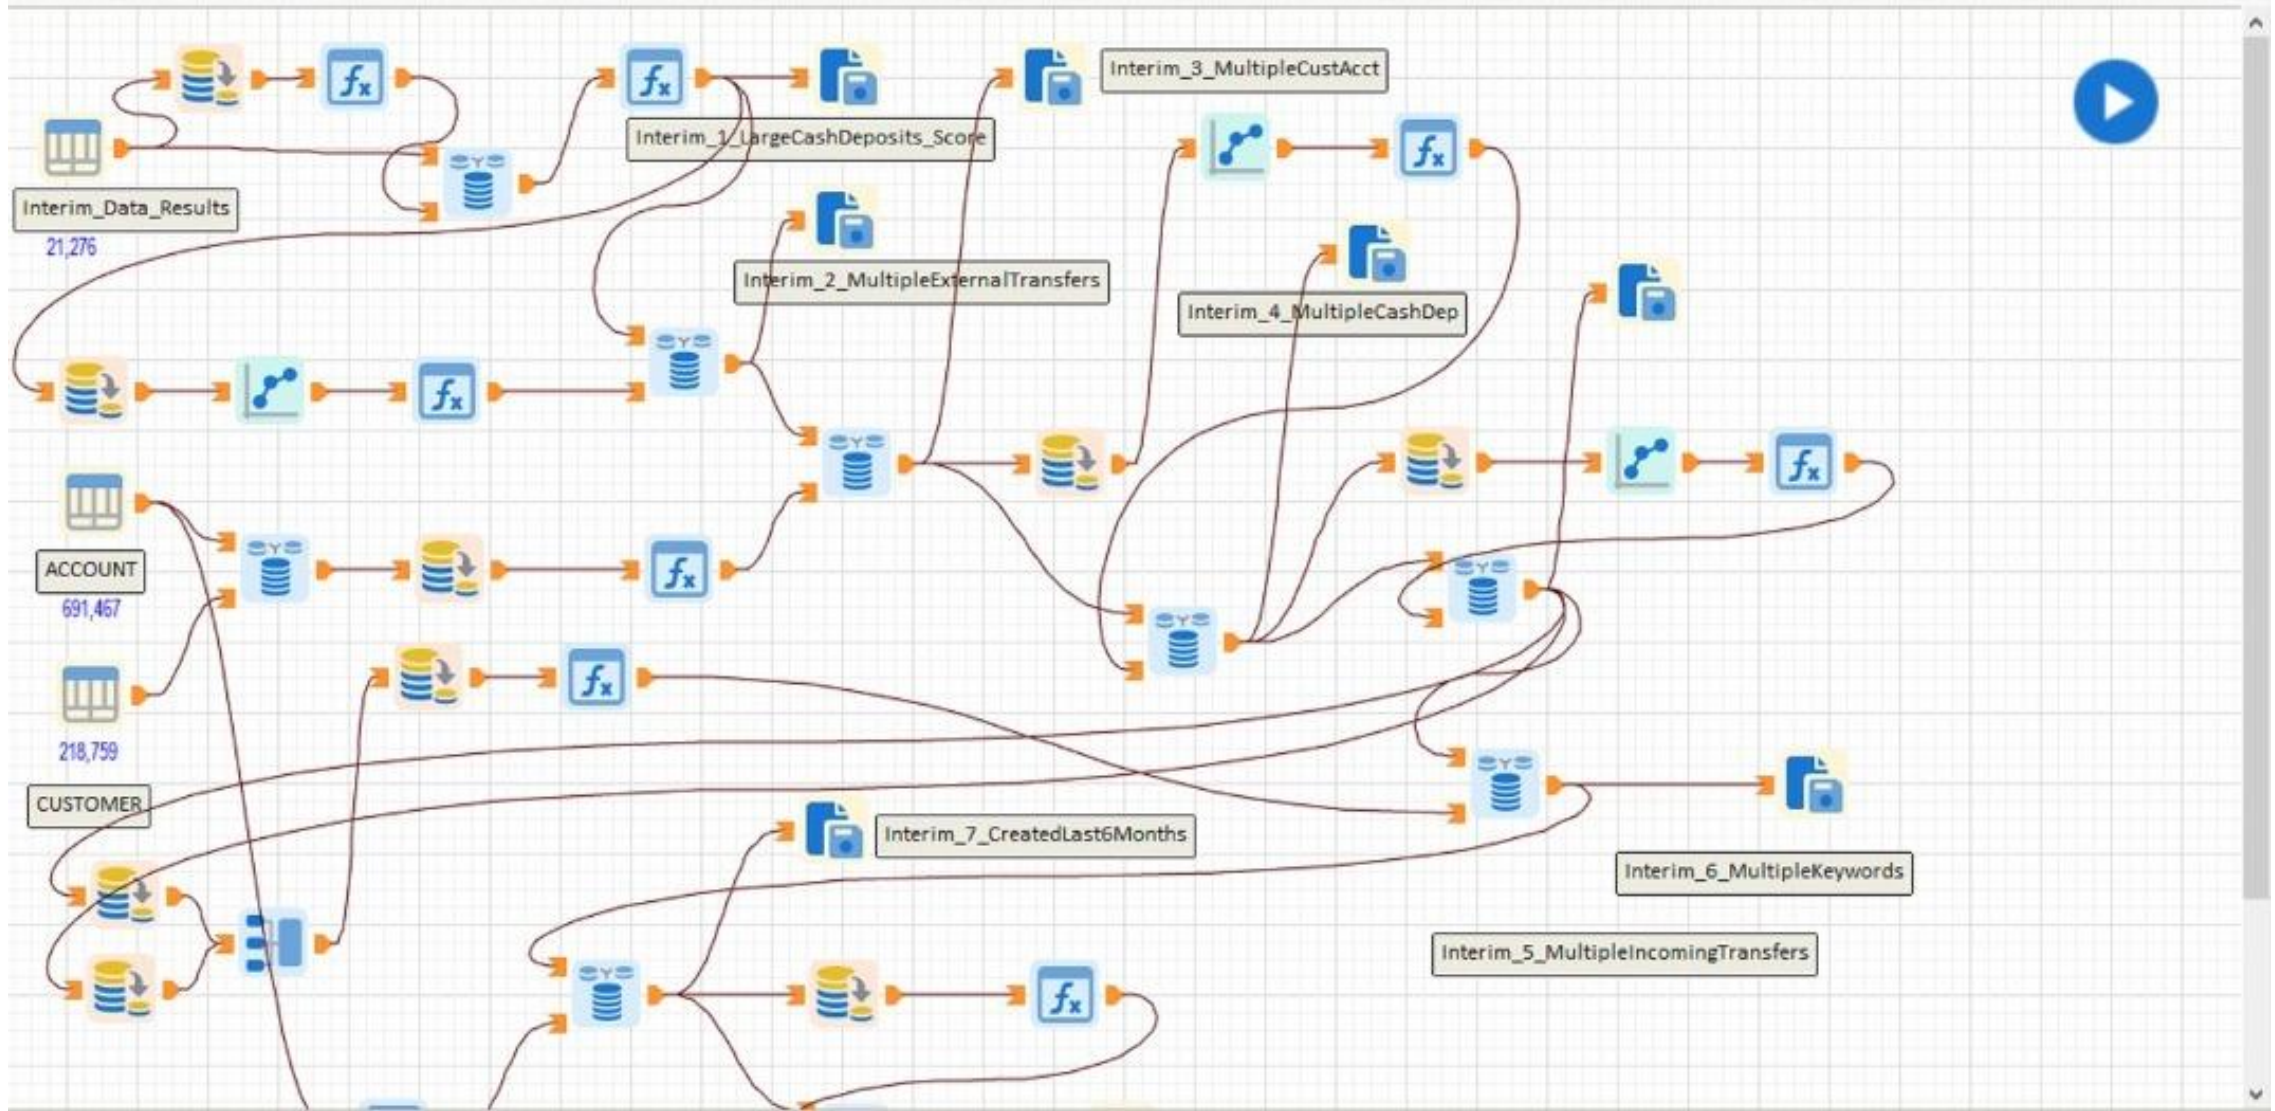 Interim_3_MultipleCustAcct
Interim_1_LargeCashDeposits_Score
Interim_Data_Results
21,276
Interim_2_MultipleExternalTransfers
Interim_4_MultipleCashDep
ACCOUNT
691,467
218,759
CUSTOMER
Interim_7_CreatedLast6Months
Interim_6_MultipleKeywords
Interim_5_MultipleIncomingTransfers